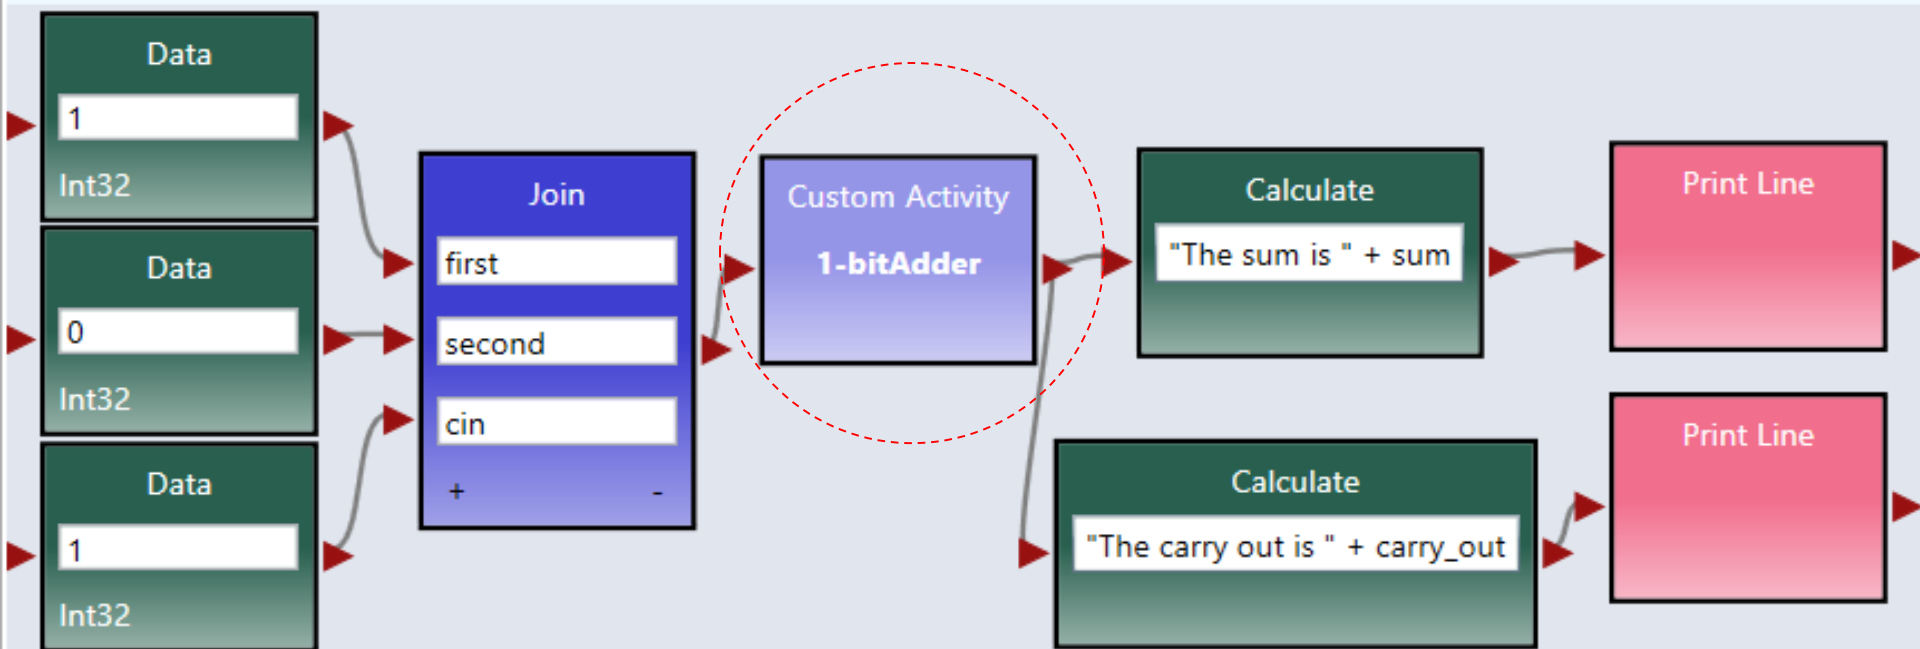 Data
1
Int32
Data
0
Int32
Data
1
Int32
Join
first
second
cin
+ -
Custom Activity
1-bitAdder
Calculate
"The sum is " + sum
Print Line
Calculate
"The carry out is " + carry_out
Print Line